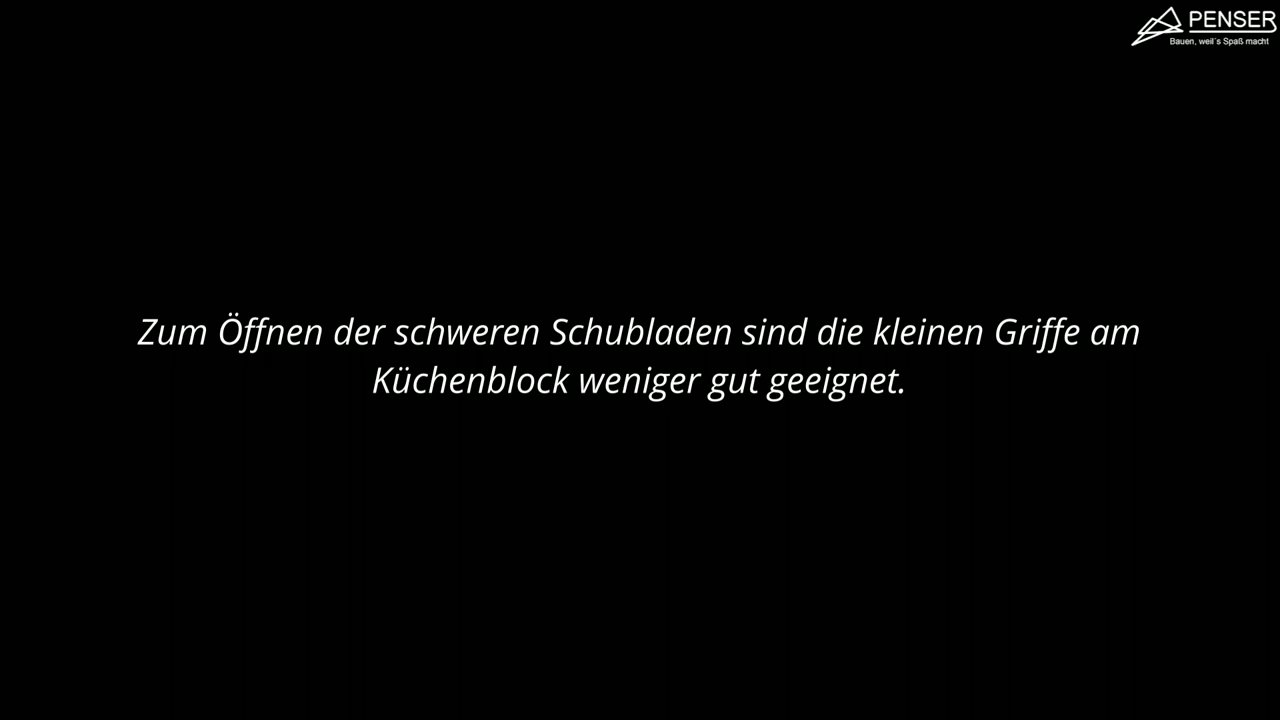 PENSER
Bauen, weil´s Spaß macht
Zum Öffnen der schweren Schubladen sind die kleinen Griffe am
Küchenblock weniger gut geeignet.